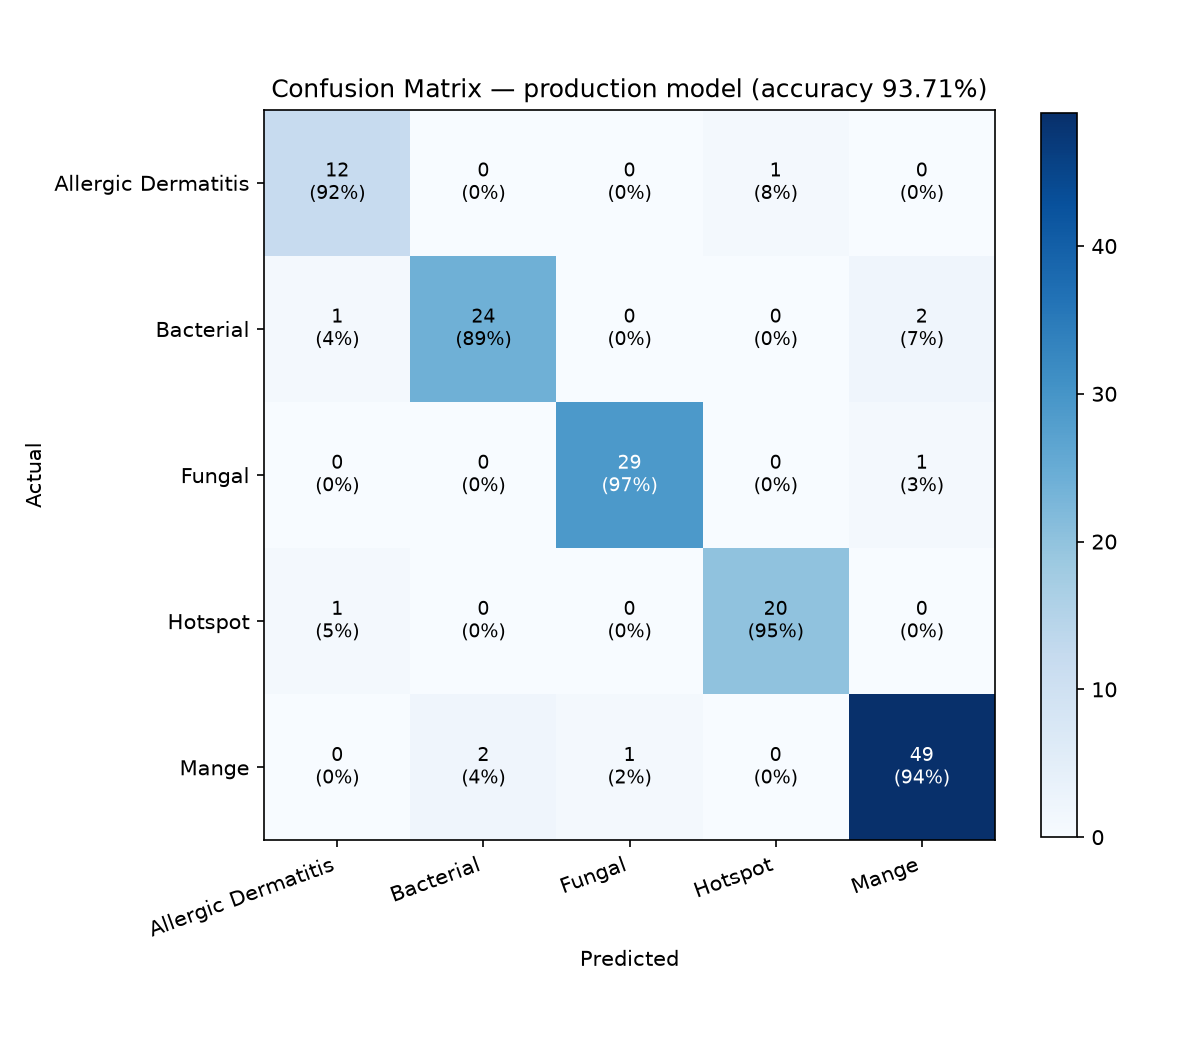 Confusion Matrix — production model (accuracy 93.71%)
Actual
Allergic Dermatitis
12 0 0 1 0
(92%) (0%) (0%) (8%) (0%)
Bacterial
1 24 0 0 2
(4%) (89%) (0%) (0%) (7%)
Fungal
0 0 29 0 1
(0%) (0%) (97%) (0%) (3%)
Hotspot
1 0 0 20 0
(5%) (0%) (0%) (95%) (0%)
Mange
0 2 1 0 49
(0%) (4%) (2%) (0%) (94%)
Allergic Dermatitis
Bacterial
Fungal
Hotspot
Mange
Predicted
40
30
20
10
0